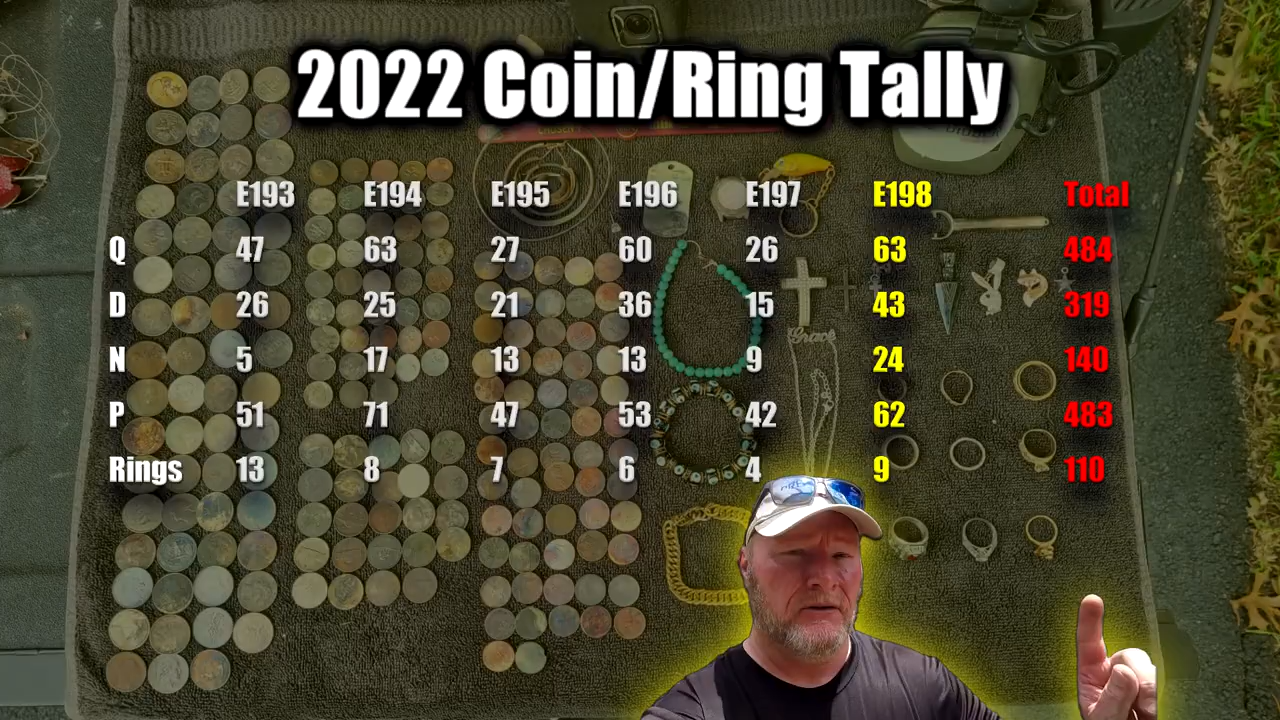 2022 Coin/Ring Tally
E193 E194 E195 E196 E197 E198 Total
Q 47 63 27 60 26 63 484
D 26 25 21 36 15 43 319
N 5 17 13 13 9 24 140
P 51 71 47 53 42 62 483
Rings 13 8 7 6 4 9 110
Grace